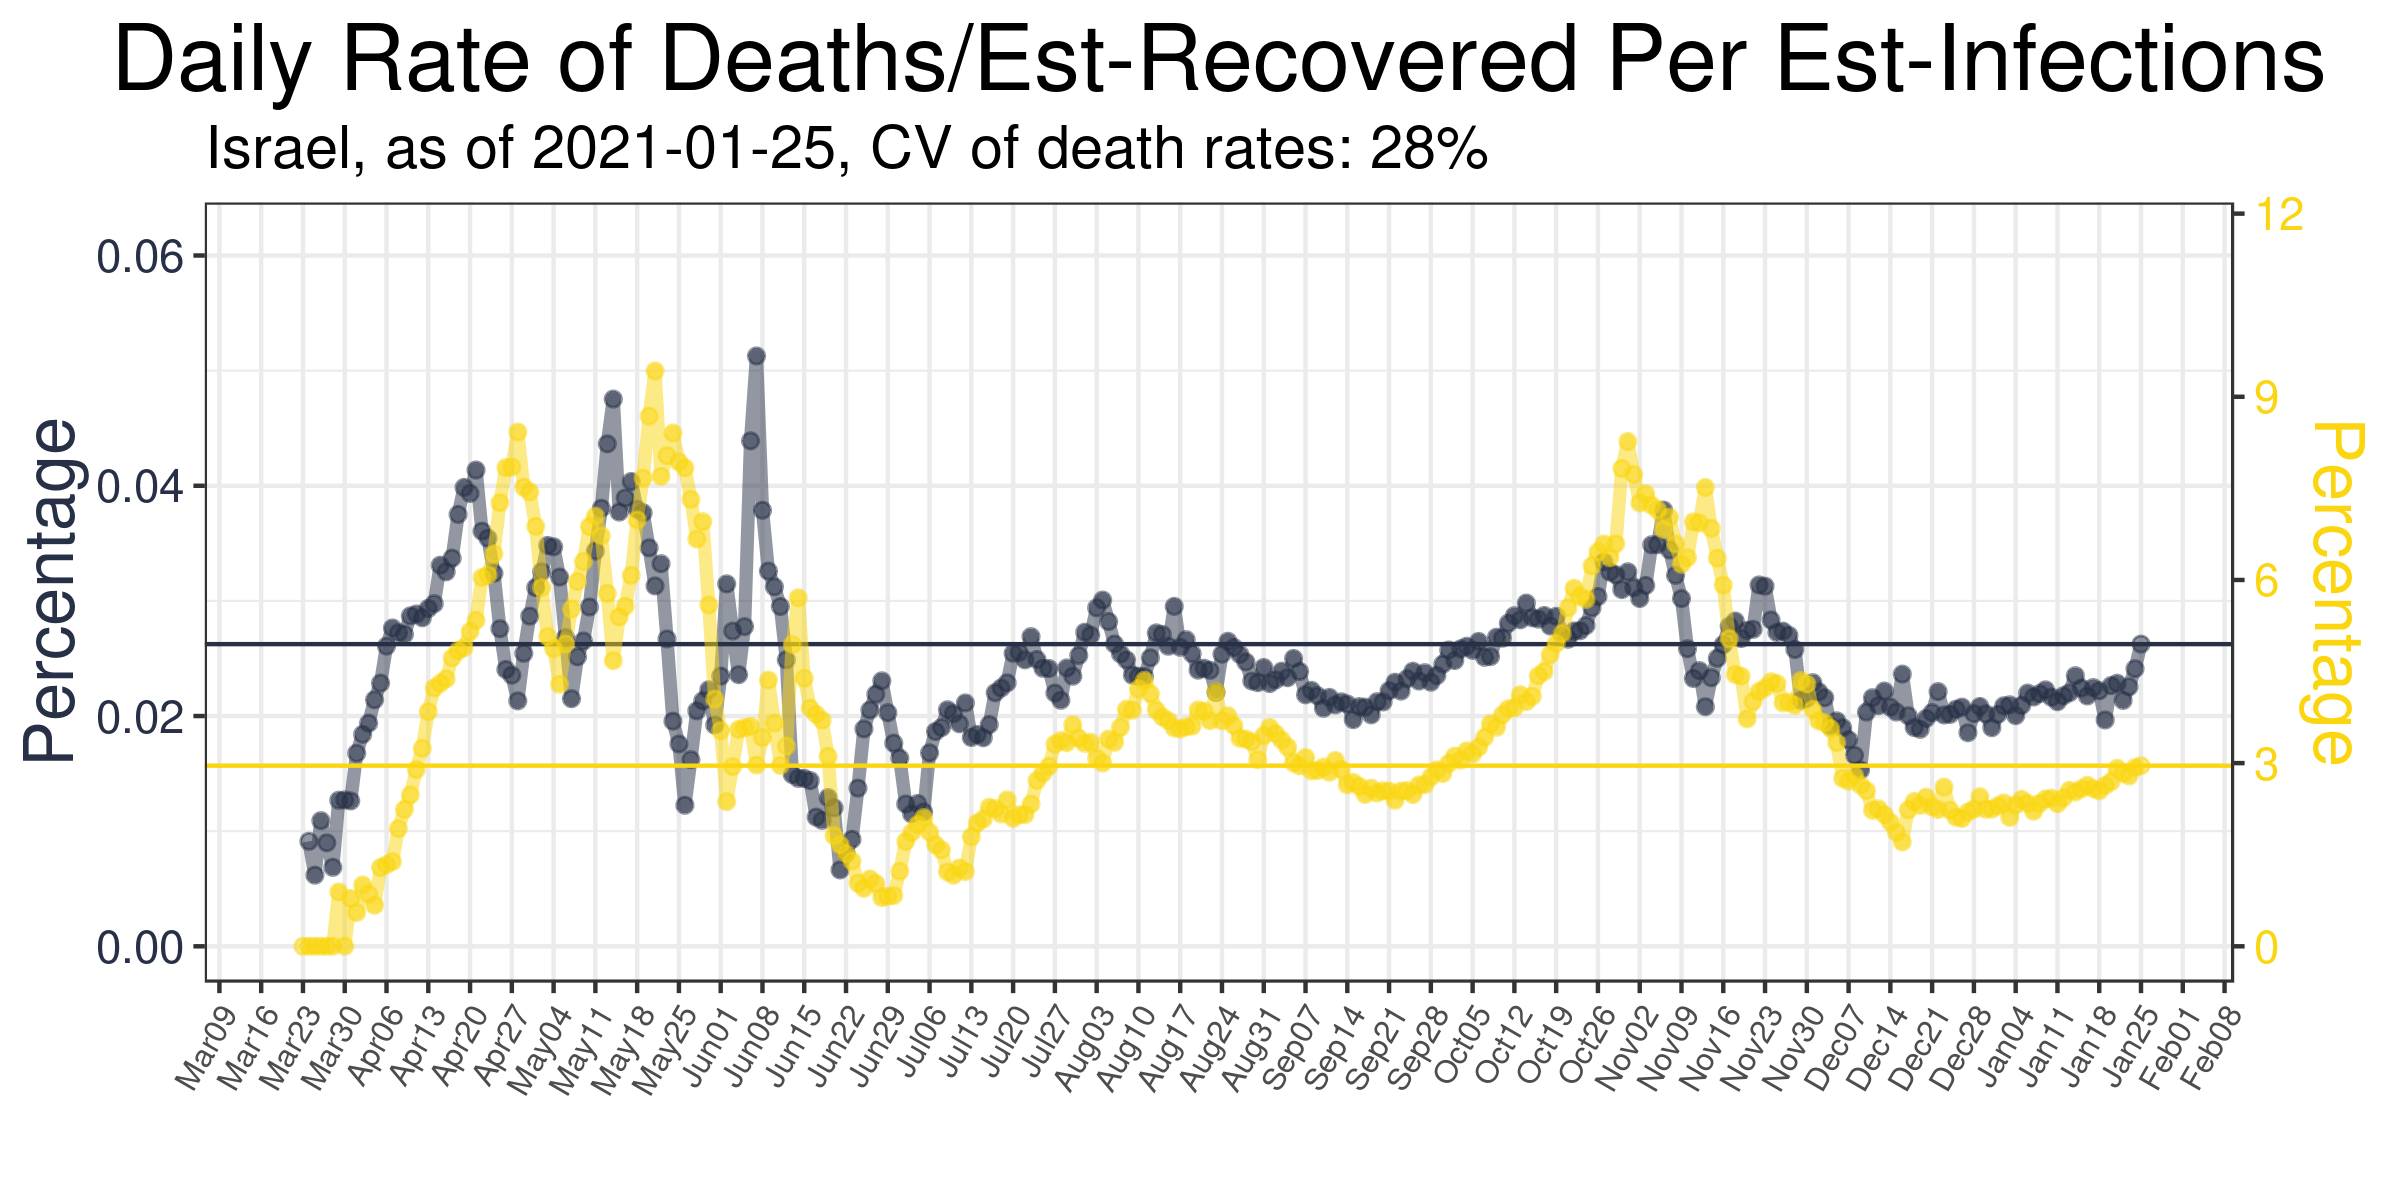 Daily Rate of Deaths/Est-Recovered Per Est-Infections
Israel, as of 2021-01-25, CV of death rates: 28%
Percentage
0.06
0.04
0.02
0.00
12
9
6
3
0
Percentage
Mar09
Mar16
Mar23
Mar30
Apr06
Apr13
Apr20
Apr27
May04
May11
May18
May25
Jun01
Jun08
Jun15
Jun22
Jun29
Jul06
Jul13
Jul20
Jul27
Aug03
Aug10
Aug17
Aug24
Aug31
Sep07
Sep14
Sep21
Sep28
Oct05
Oct12
Oct19
Oct26
Nov02
Nov09
Nov16
Nov23
Nov30
Dec07
Dec14
Dec21
Dec28
Jan04
Jan11
Jan18
Jan25
Feb01
Feb08